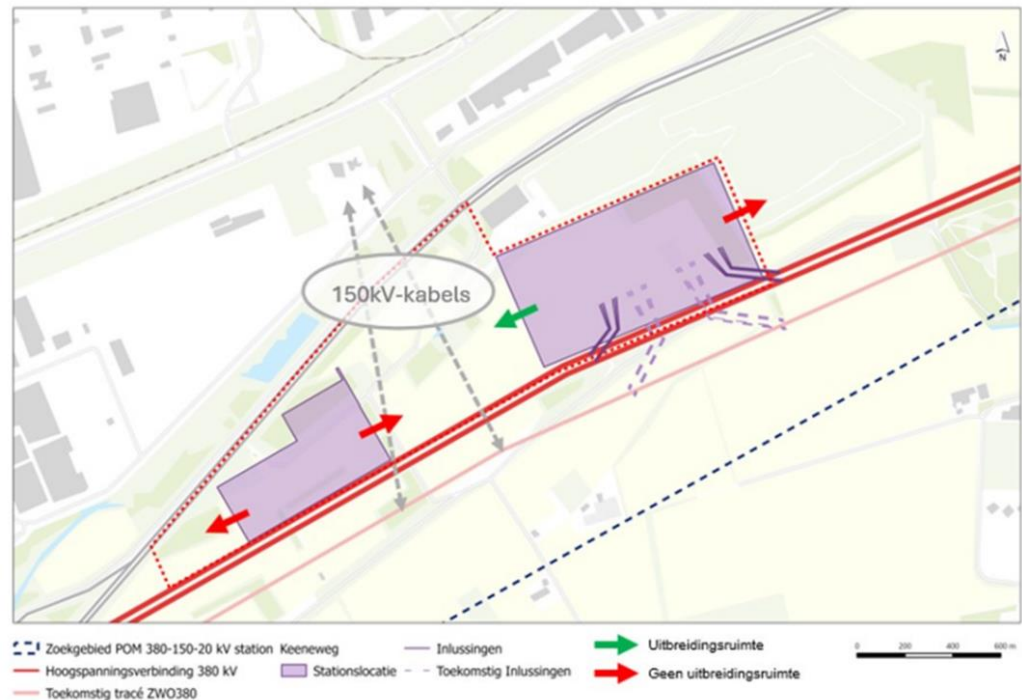 N
150kV-kabels
Zoekgebied POM 380-150-20 kV station Keeneweg
Inlussingen
Uitbreidingsruimte
Hoogspanningsverbinding 380 kV
Stationslocatie
Toekomstig Inlussingen
Geen uitbreidingsruimte
Toekomstig tracé ZWO380
0 200 400 600 m